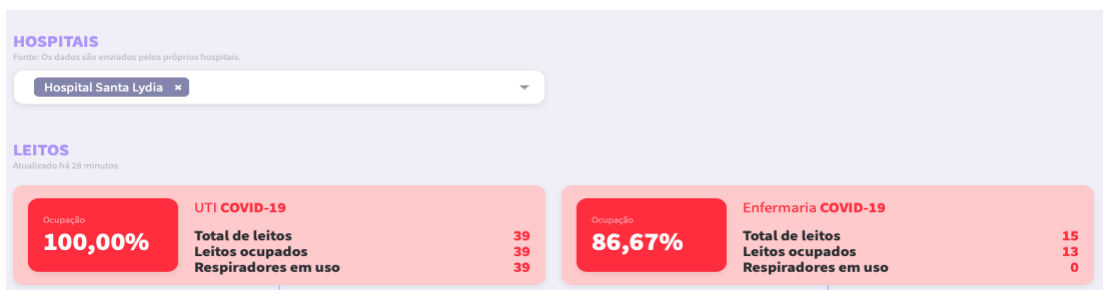 HOSPITAIS
Fonte: Os dados são enviados pelos próprios hospitais.
Hospital Santa Lydia ×
LEITOS
Atualizado há 28 minutos
Ocupação
100,00%
UTI COVID-19
Total de leitos 39
Leitos ocupados 39
Respiradores em uso 39
Ocupação
86,67%
Enfermaria COVID-19
Total de leitos 15
Leitos ocupados 13
Respiradores em uso 0